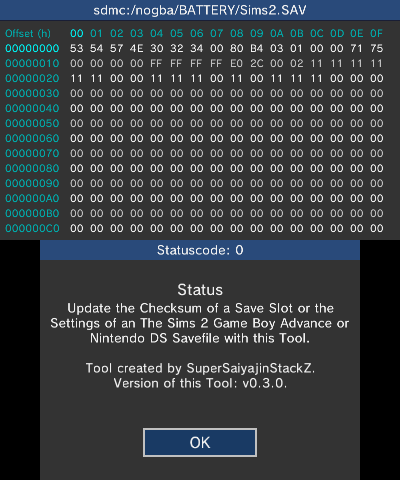 sdmc:/nogba/BATTERY/Sims2.SAV
Offset (h) 00 01 02 03 04 05 06 07 08 09 0A 0B 0C 0D 0E 0F
00000000 53 54 57 4E 30 32 34 00 80 B4 03 01 00 00 71 75
00000010 00 00 00 00 FF FF FF FF E0 2C 00 02 11 11 11 11
00000020 11 11 00 00 11 11 11 00 11 00 11 11 11 00 00 00
00000030 00 00 00 00 00 00 00 00 00 00 00 00 00 00 00 00
00000040 00 00 00 00 00 00 00 00 00 00 00 00 00 00 00 00
00000050 00 00 00 00 00 00 00 00 00 00 00 00 00 00 00 00
00000060 00 00 00 00 00 00 00 00 00 00 00 00 00 00 00 00
00000070 00 00 00 00 00 00 00 00 00 00 00 00 00 00 00 00
00000080 00 00 00 00 00 00 00 00 00 00 00 00 00 00 00 00
00000090 00 00 00 00 00 00 00 00 00 00 00 00 00 00 00 00
000000A0 00 00 00 00 00 00 00 00 00 00 00 00 00 00 00 00
000000B0 00 00 00 00 00 00 00 00 00 00 00 00 00 00 00 00
000000C0 00 00 00 00 00 00 00 00 00 00 00 00 00 00 00 00
Statuscode: 0
Status
Update the Checksum of a Save Slot or the
Settings of an The Sims 2 Game Boy Advance or
Nintendo DS Savefile with this Tool.
Tool created by SuperSaiyajinStackZ.
Version of this Tool: v0.3.0.
OK